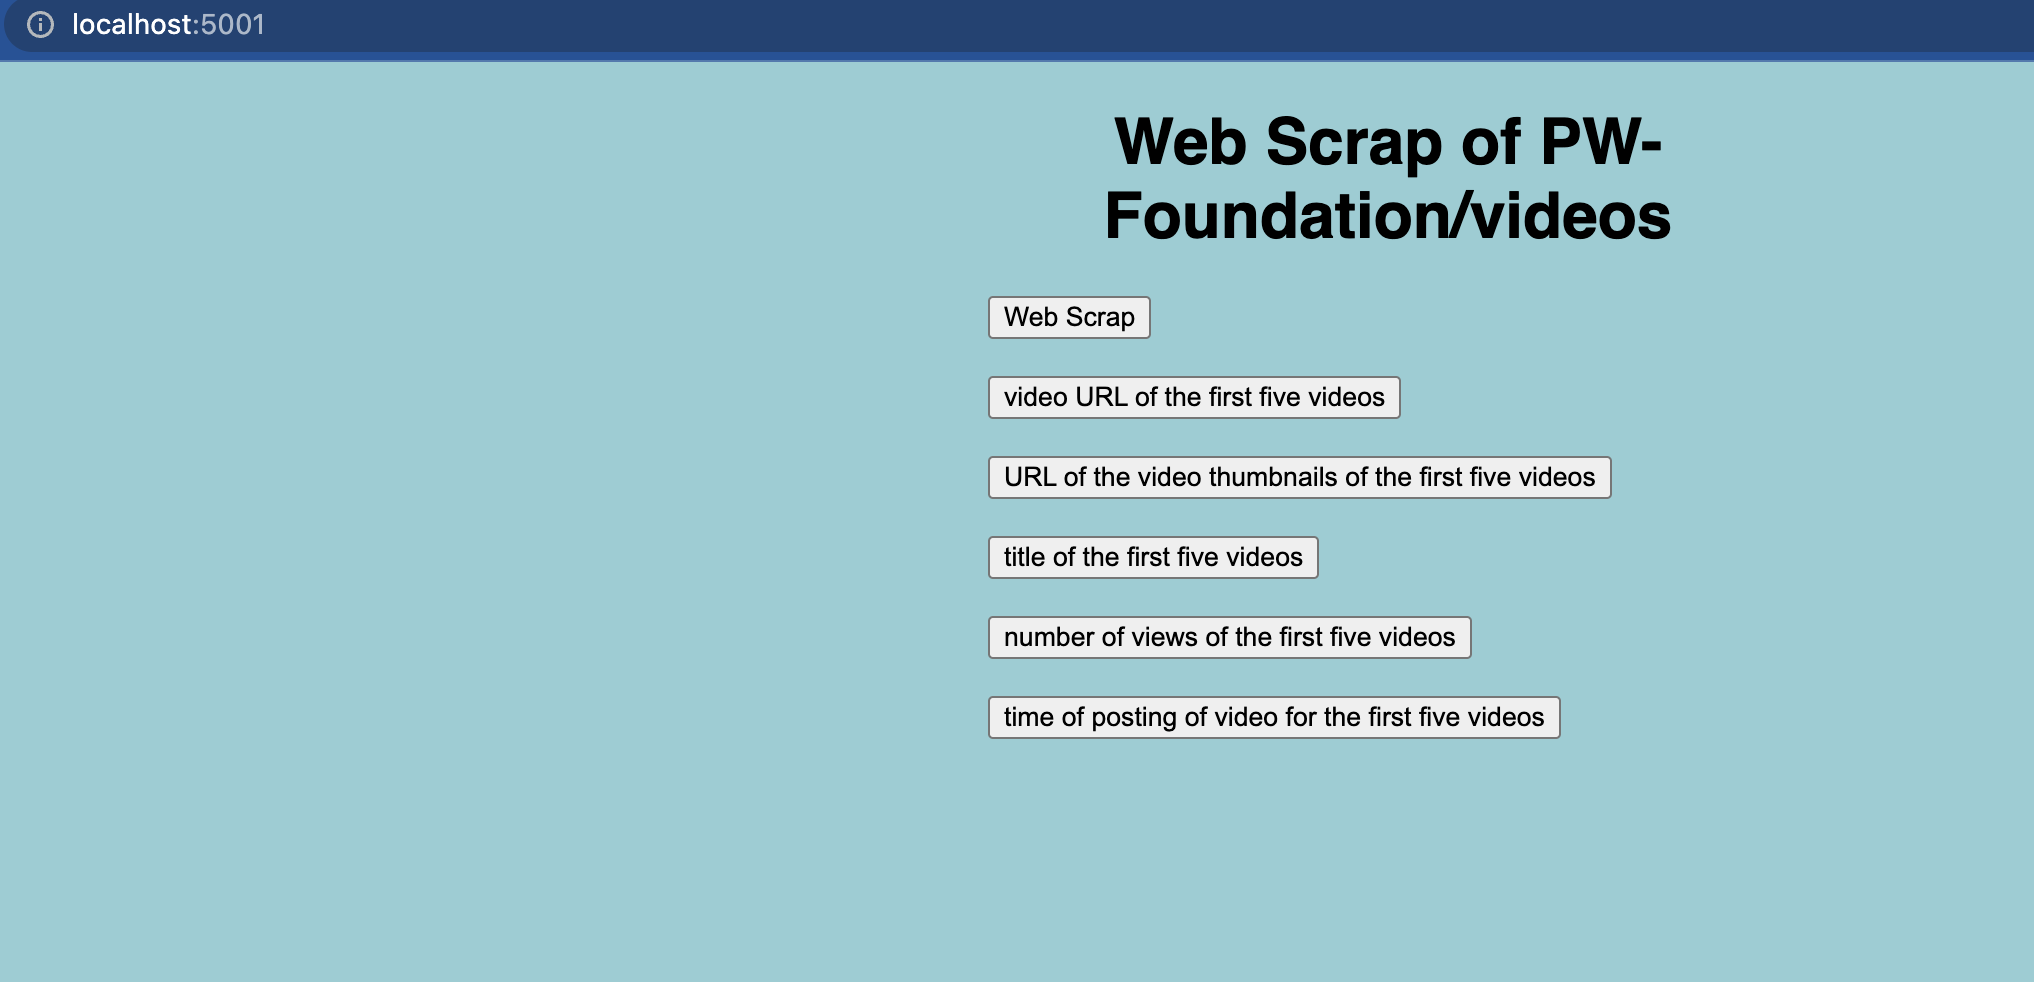 localhost:5001
Web Scrap of PW-
Foundation/videos
Web Scrap
video URL of the first five videos
URL of the video thumbnails of the first five videos
title of the first five videos
number of views of the first five videos
time of posting of video for the first five videos